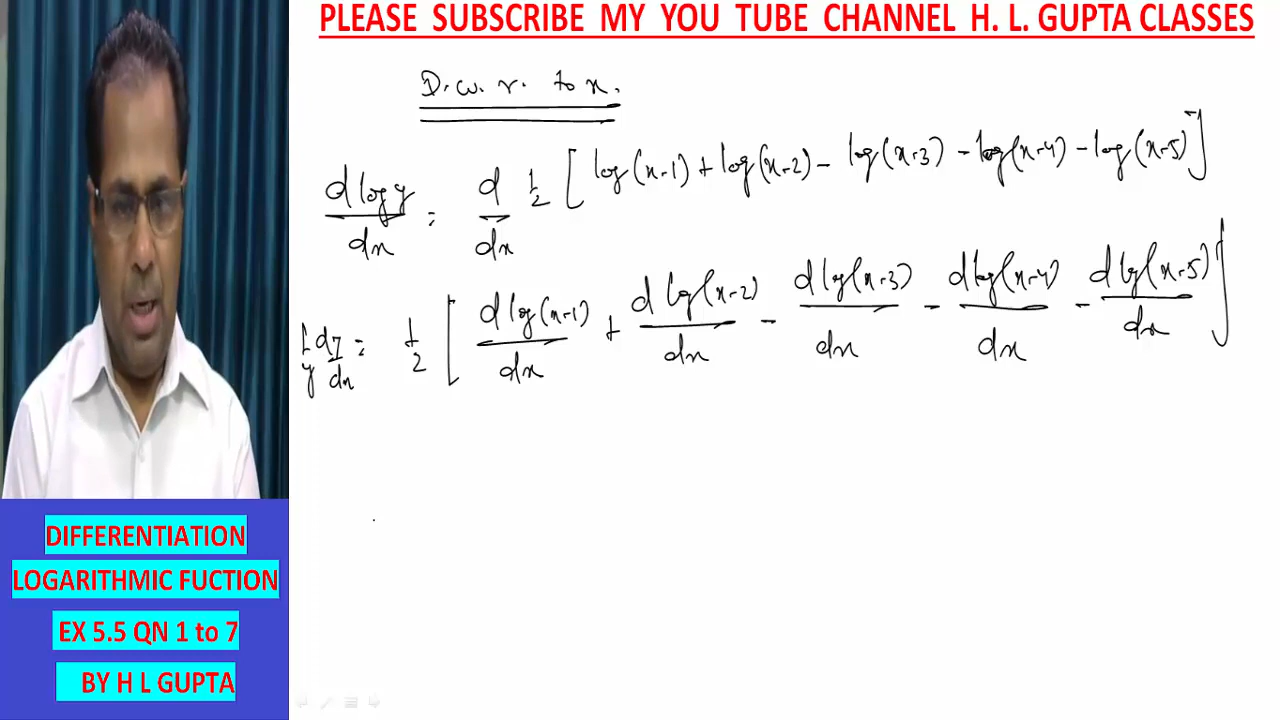 PLEASE SUBSCRIBE MY YOU TUBE CHANNEL H. L. GUPTA CLASSES
D. w. r. to x.
d log y / dx = d/dx 1/2 [log(x-1) + log(x-2) - log(x-3) - log(x-4) - log(x-5)]
1/y dy/dx = 1/2 [d log(x-1)/dx + d log(x-2)/dx - d log(x-3)/dx - d log(x-4)/dx - d log(x-5)/dx]
DIFFERENTIATION
LOGARITHMIC FUCTION
EX 5.5 QN 1 to 7
BY H L GUPTA